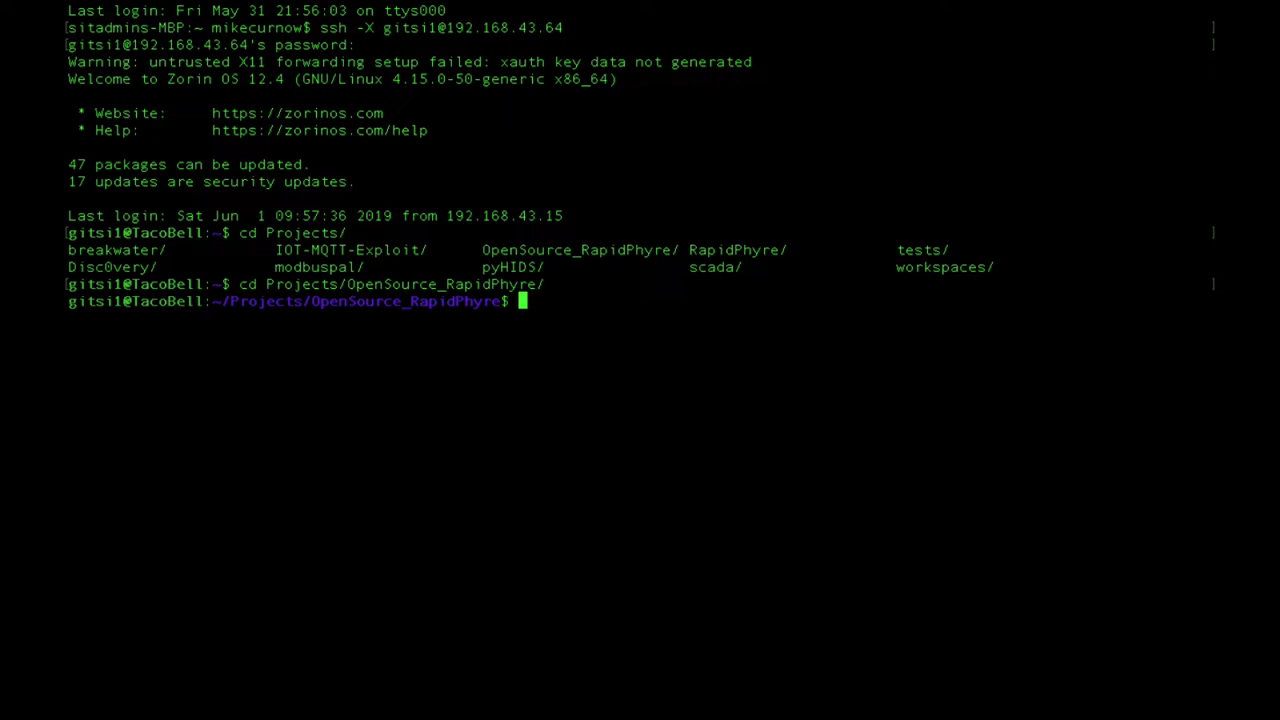 Last login: Fri May 31 21:56:03 on ttys000
[sitadmins-MBP:~ mikecurnow$ ssh -X gitsi1@192.168.43.64 ]
[gitsi1@192.168.43.64's password: ]
Warning: untrusted X11 forwarding setup failed: xauth key data not generated
Welcome to Zorin OS 12.4 (GNU/Linux 4.15.0-50-generic x86_64)
* Website: https://zorinos.com
* Help: https://zorinos.com/help
47 packages can be updated.
17 updates are security updates.
Last login: Sat Jun 1 09:57:36 2019 from 192.168.43.15
[gitsi1@TacoBell:~$ cd Projects/ ]
breakwater/ IOT-MQTT-Exploit/ OpenSource_RapidPhyre/ RapidPhyre/ tests/
Disc0very/ modbuspal/ pyHIDS/ scada/ workspaces/
[gitsi1@TacoBell:~$ cd Projects/OpenSource_RapidPhyre/ ]
gitsi1@TacoBell:~/Projects/OpenSource_RapidPhyre$